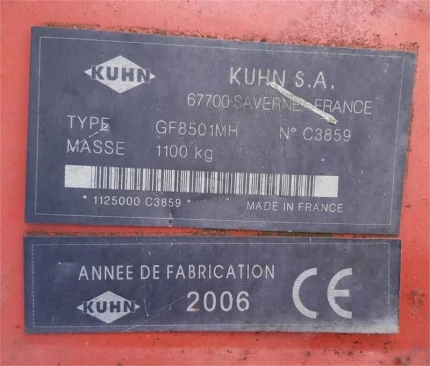 KUHN
KUHN S.A.
67700 SAVERNE - FRANCE
TYPE GF8501MH N° C3859
MASSE 1100 kg
* 1125000 C3859 * MADE IN FRANCE
ANNEE DE FABRICATION
KUHN 2006 CE